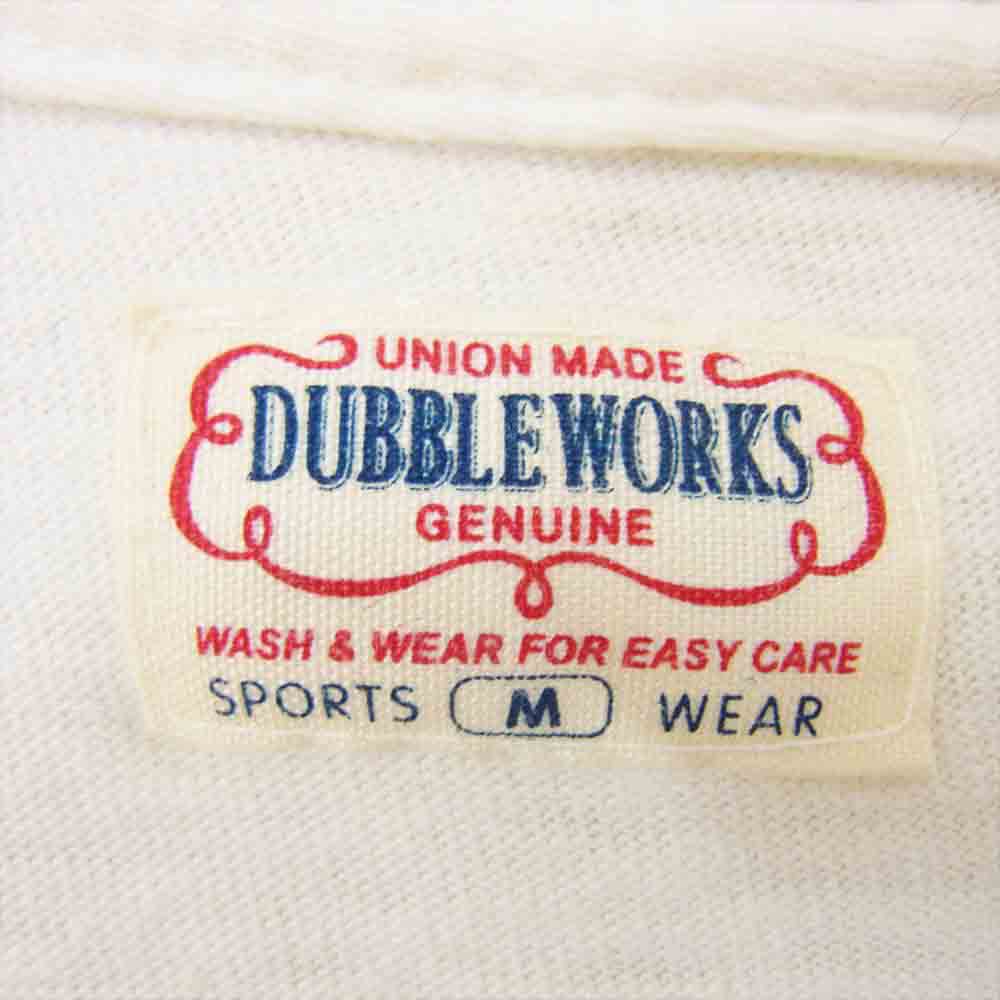 UNION MADE
DUBBLEWORKS
GENUINE
WASH & WEAR FOR EASY CARE
SPORTS M WEAR